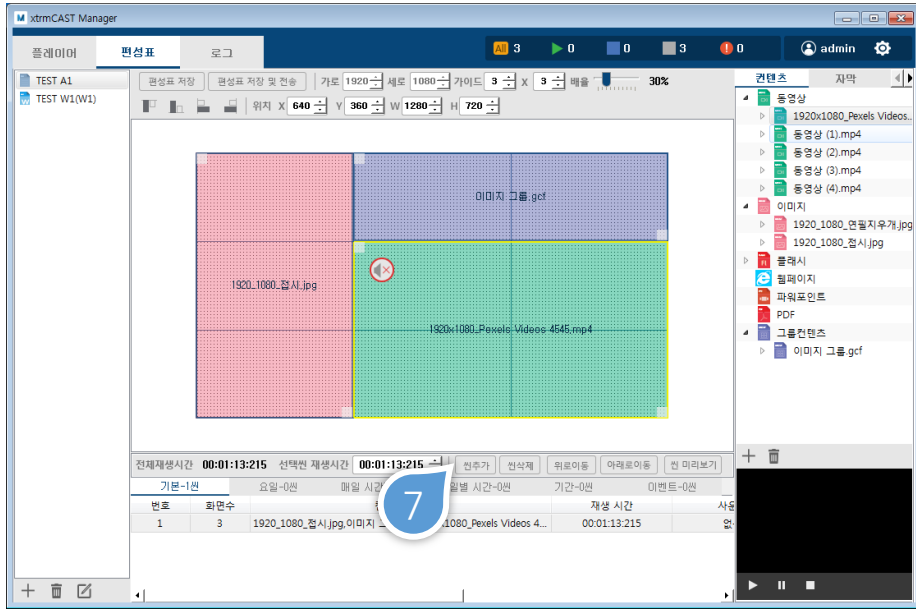 M xtrmCAST Manager
플레이어 편성표 로그
All 3 0 0 3 0 admin
TEST A1
TEST W1(W1)
편성표 저장 편성표 저장 및 전송 가로 1920 세로 1080 가이드 3 x 3 배율 30%
위치 X 640 Y 360 W 1280 H 720
이미지 그룹.gcf
1920_1080_접시.jpg
1920x1080_Pexels Videos 4545.mp4
전체재생시간 00:01:13:215 선택씬 재생시간 00:01:13:215 씬추가 씬삭제 위로이동 아래로이동 씬 미리보기
기본-1씬 요일-0씬 매일 시간 일별 시간-0씬 기간-0씬 이벤트-0씬
7
번호 화면수 재생 시간 사용
1 3 1920_1080_접시.jpg,이미지 1080_Pexels Videos 4... 00:01:13:215 없
컨텐츠 자막
동영상
1920x1080_Pexels Videos..
동영상 (1).mp4
동영상 (2).mp4
동영상 (3).mp4
동영상 (4).mp4
이미지
1920_1080_연필지우개.jpg
1920_1080_접시.jpg
플래시
웹페이지
파워포인트
PDF
그룹컨텐츠
이미지 그룹.gcf